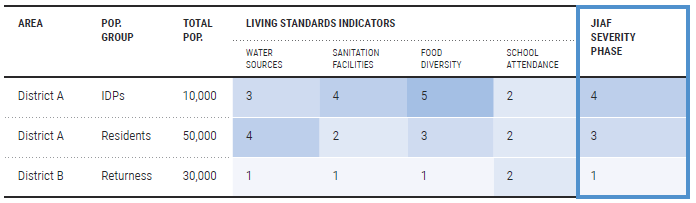 AREA POP. GROUP TOTAL POP. LIVING STANDARDS INDICATORS JIAF SEVERITY PHASE
WATER SOURCES SANITATION FACILITIES FOOD DIVERSITY SCHOOL ATTENDANCE
District A IDPs 10,000 3 4 5 2 4
District A Residents 50,000 4 2 3 2 3
District B Returness 30,000 1 1 1 2 1